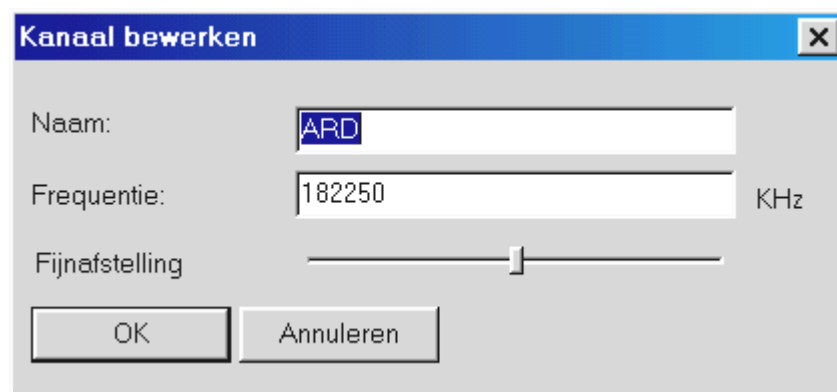 Kanaal bewerken
Naam: ARD
Frequentie: 182250 KHz
Fijnafstelling
OK Annuleren